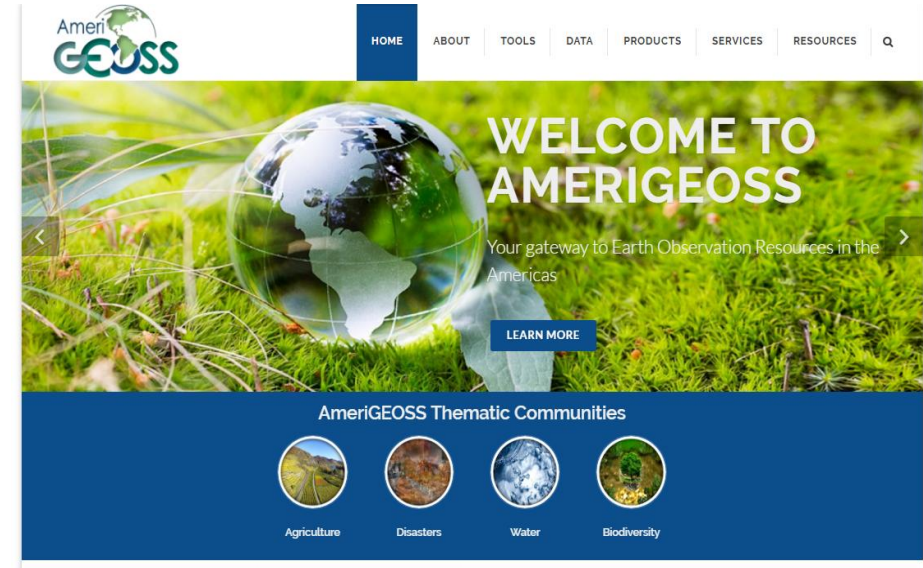 Ameri
GEOSS
HOME ABOUT TOOLS DATA PRODUCTS SERVICES RESOURCES
WELCOME TO
AMERIGEOSS
Your gateway to Earth Observation Resources in the
Americas
LEARN MORE
AmeriGEOSS Thematic Communities
Agriculture Disasters Water Biodiversity